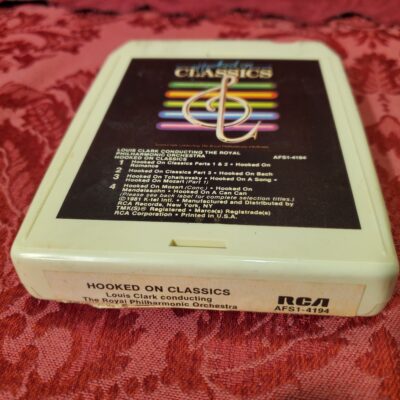 Hooked on
CLASSICS
LOUIS CLARK CONDUCTING THE ROYAL
PHILHARMONIC ORCHESTRA AFS1-4194
HOOKED ON CLASSICS
1 Hooked On Classics Parts 1 & 2 • Hooked On
Romance
2 Hooked On Classics Part 3 • Hooked On Bach
3 Hooked On Tchaikovsky • Hooked On A Song •
Hooked On Mozart (Part 1)
4 Hooked On Mozart (Conc.) • Hooked On
Mendelssohn • Hooked On A Can Can
(Please see back label for complete selection titles.)
© 1981 K-tel Intl. • Manufactured and Distributed by
RCA Records, New York, NY
TMK(S) ® Registered • Marca(s) Registrada(s)
RCA Corporation • Printed in U.S.A.
HOOKED ON CLASSICS
Louis Clark conducting
The Royal Philharmonic Orchestra
RCA
AFS1-4194